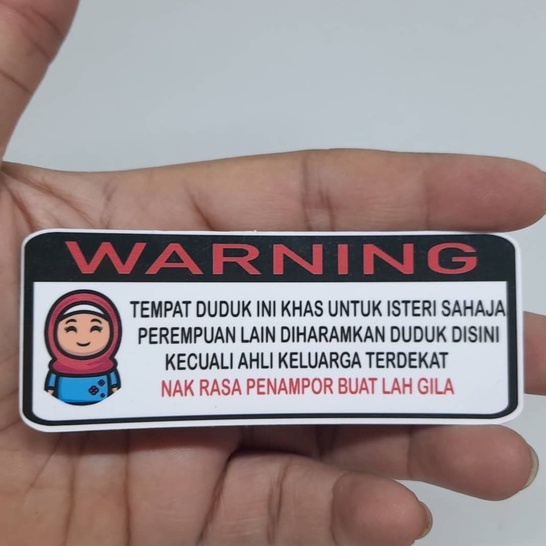 WARNING
TEMPAT DUDUK INI KHAS UNTUK ISTERI SAHAJA
PEREMPUAN LAIN DIHARAMKAN DUDUK DISINI
KECUALI AHLI KELUARGA TERDEKAT
NAK RASA PENAMPOR BUAT LAH GILA